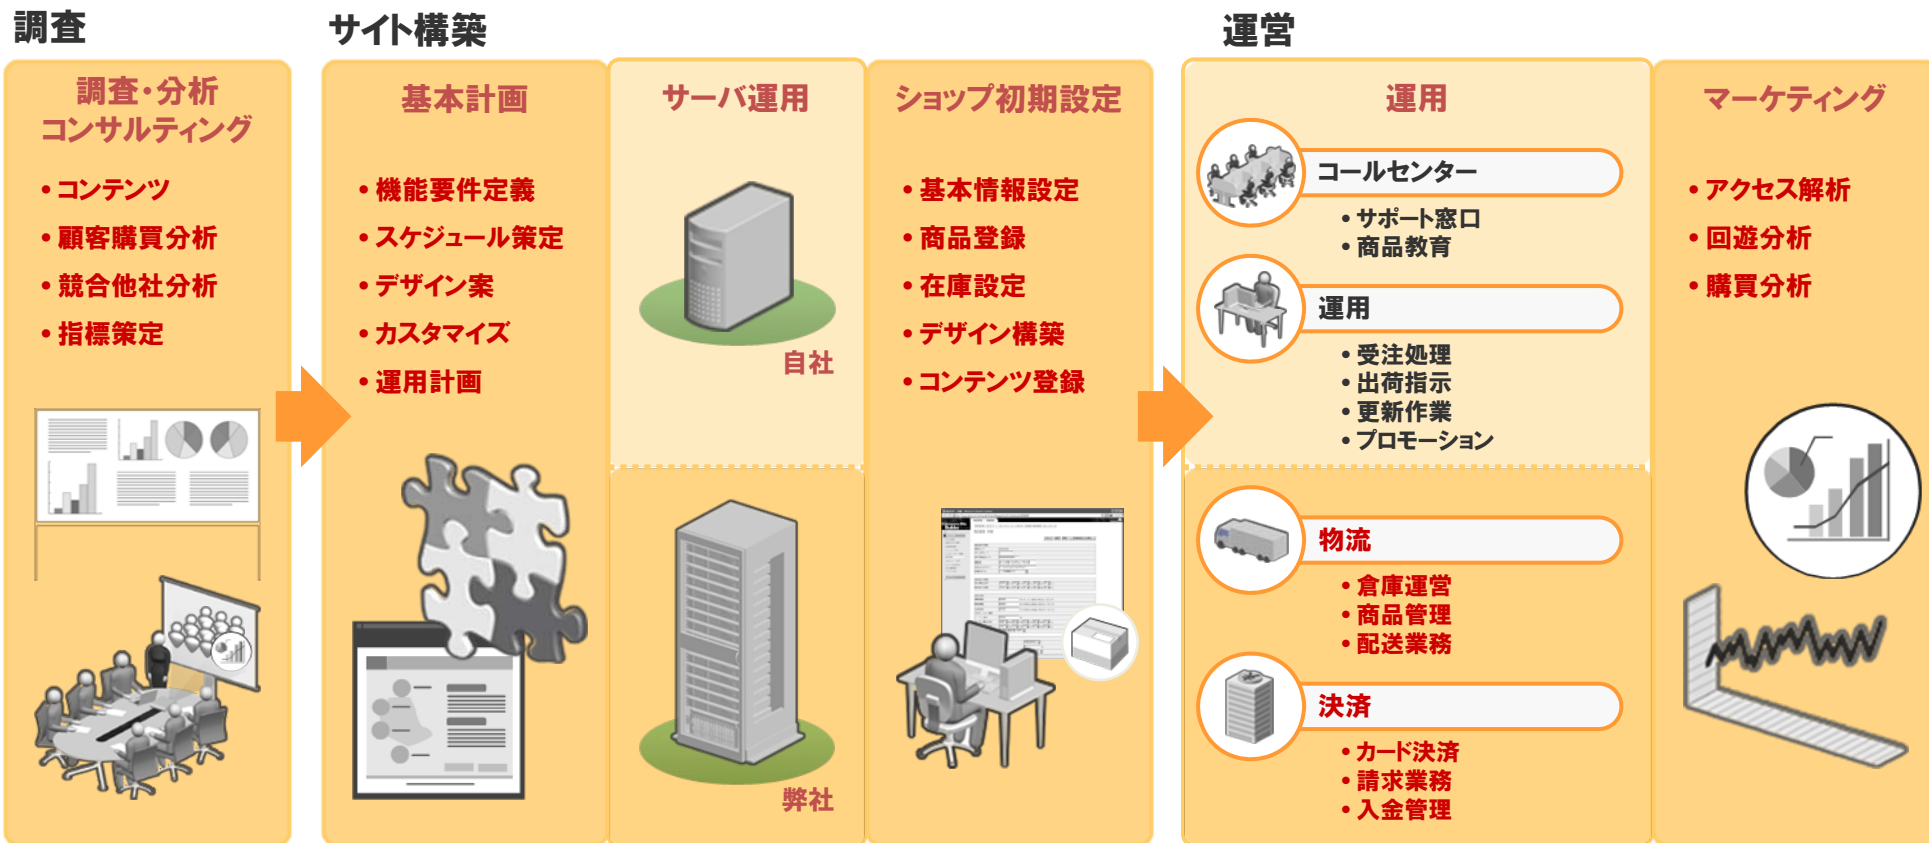 調査
調査・分析
コンサルティング
•コンテンツ
•顧客購買分析
•競合他社分析
•指標策定
サイト構築
基本計画
•機能要件定義
•スケジュール策定
•デザイン案
•カスタマイズ
•運用計画
サーバ運用
自社
弊社
ショップ初期設定
•基本情報設定
•商品登録
•在庫設定
•デザイン構築
•コンテンツ登録
運営
運用
コールセンター
•サポート窓口
•商品教育
運用
•受注処理
•出荷指示
•更新作業
•プロモーション
物流
•倉庫運営
•商品管理
•配送業務
決済
•カード決済
•請求業務
•入金管理
マーケティング
•アクセス解析
•回遊分析
•購買分析